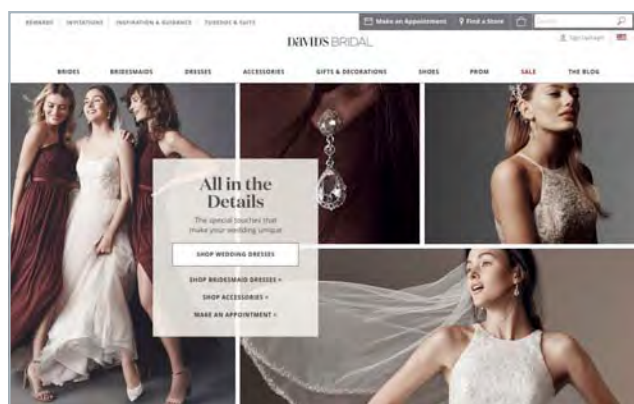 REWARDS INVITATIONS INSPIRATION & GUIDANCE TUXEDOS & SUITS
Make an Appointment Find a Store
DAVID'S BRIDAL
BRIDES BRIDESMAIDS DRESSES ACCESSORIES GIFTS & DECORATIONS SHOES PROM SALE THE BLOG
All in the
Details
The special touches that
make your wedding unique
SHOP WEDDING DRESSES
SHOP BRIDESMAID DRESSES
SHOP ACCESSORIES
MAKE AN APPOINTMENT